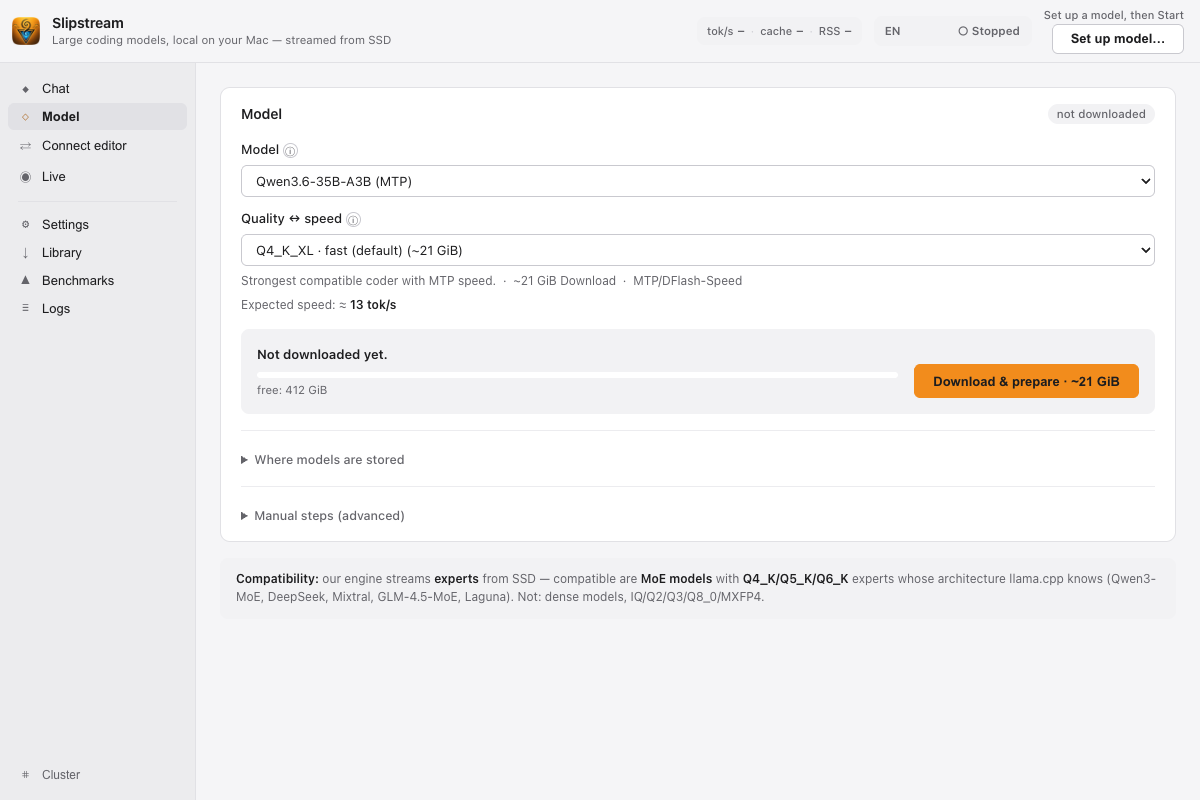 Slipstream
Large coding models, local on your Mac — streamed from SSD
tok/s – · cache – · RSS –
EN
Stopped
Set up a model, then Start
Set up model…
Chat
Model
Connect editor
Live
Settings
Library
Benchmarks
Logs
Cluster
Model
not downloaded
Model
Qwen3.6-35B-A3B (MTP)
Quality ↔ speed
Q4_K_XL · fast (default) (~21 GiB)
Strongest compatible coder with MTP speed. · ~21 GiB Download · MTP/DFlash-Speed
Expected speed: ≈ 13 tok/s
Not downloaded yet.
free: 412 GiB
Download & prepare · ~21 GiB
Where models are stored
Manual steps (advanced)
Compatibility: our engine streams experts from SSD — compatible are MoE models with Q4_K/Q5_K/Q6_K experts whose architecture llama.cpp knows (Qwen3-
MoE, DeepSeek, Mixtral, GLM-4.5-MoE, Laguna). Not: dense models, IQ/Q2/Q3/Q8_0/MXFP4.